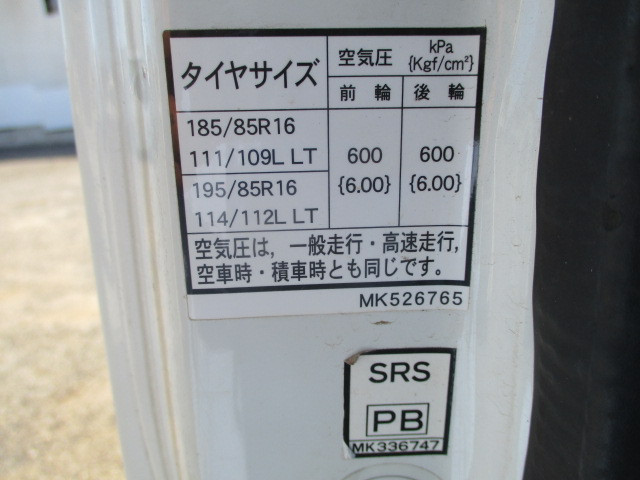 タイヤサイズ
空気圧 kPa
{Kgf/cm²}
前輪 後輪
185/85R16
111/109L LT 600 600
195/85R16 {6.00} {6.00}
114/112L LT
空気圧は，一般走行・高速走行，
空車時・積車時とも同じです。
MK526765
SRS
PB
MK336747